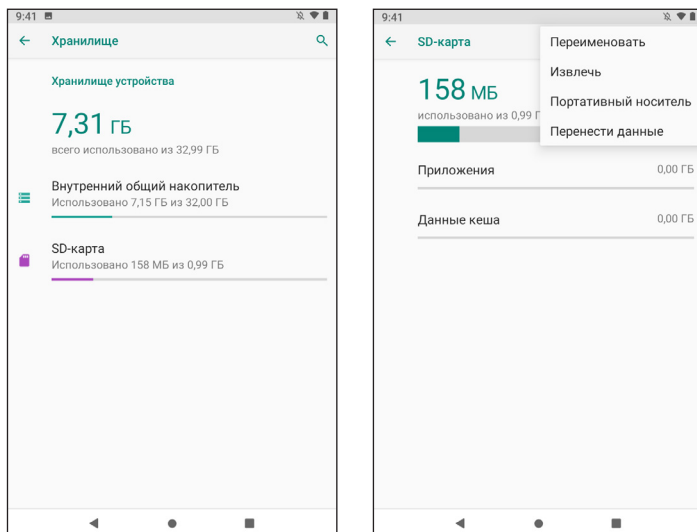 9:41
Хранилище
Хранилище устройства
7,31 ГБ
всего использовано из 32,99 ГБ
Внутренний общий накопитель
Использовано 7,15 ГБ из 32,00 ГБ
SD-карта
Использовано 158 МБ из 0,99 ГБ
9:41
SD-карта
Переименовать
Извлечь
Портативный носитель
Перенести данные
158 МБ
использовано из 0,99 Г
Приложения 0,00 ГБ
Данные кеша 0,00 ГБ